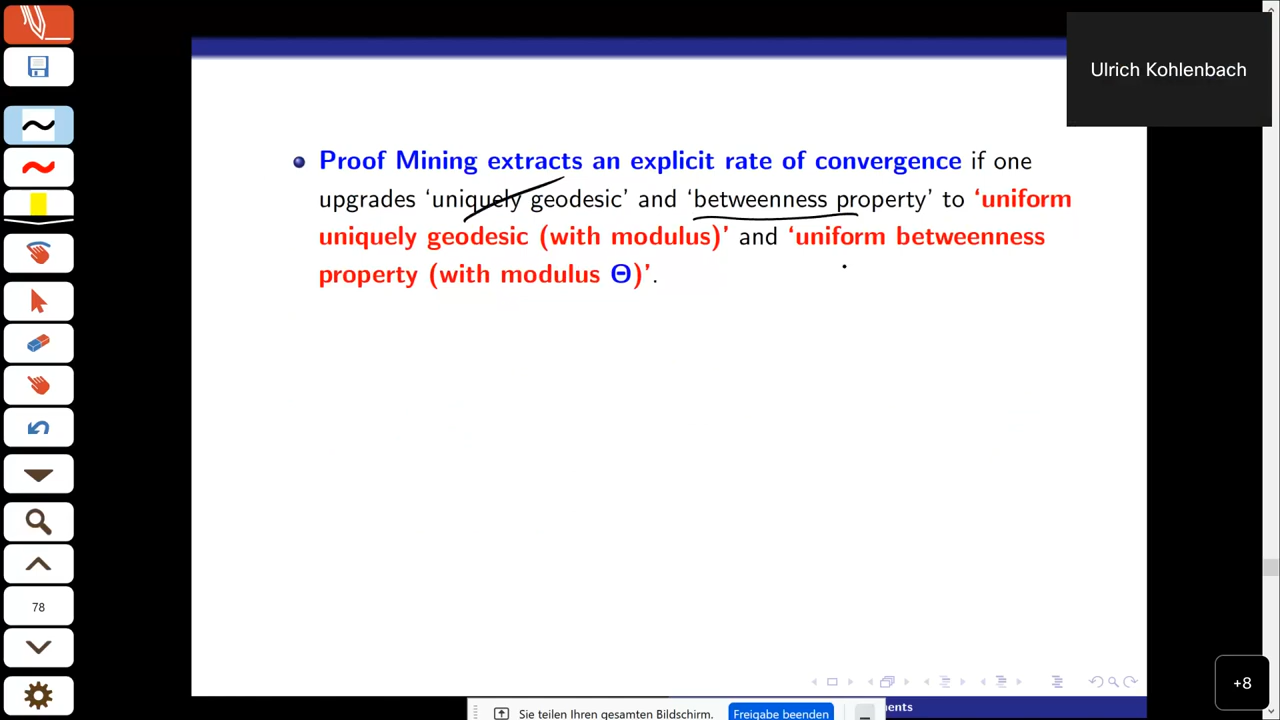 Ulrich Kohlenbach
Proof Mining extracts an explicit rate of convergence if one
upgrades ‘uniquely geodesic’ and ‘betweenness property’ to ‘uniform
uniquely geodesic (with modulus)’ and ‘uniform betweenness
property (with modulus Θ)’.
78
+8
ments
Sie teilen Ihren gesamten Bildschirm.
Freigabe beenden